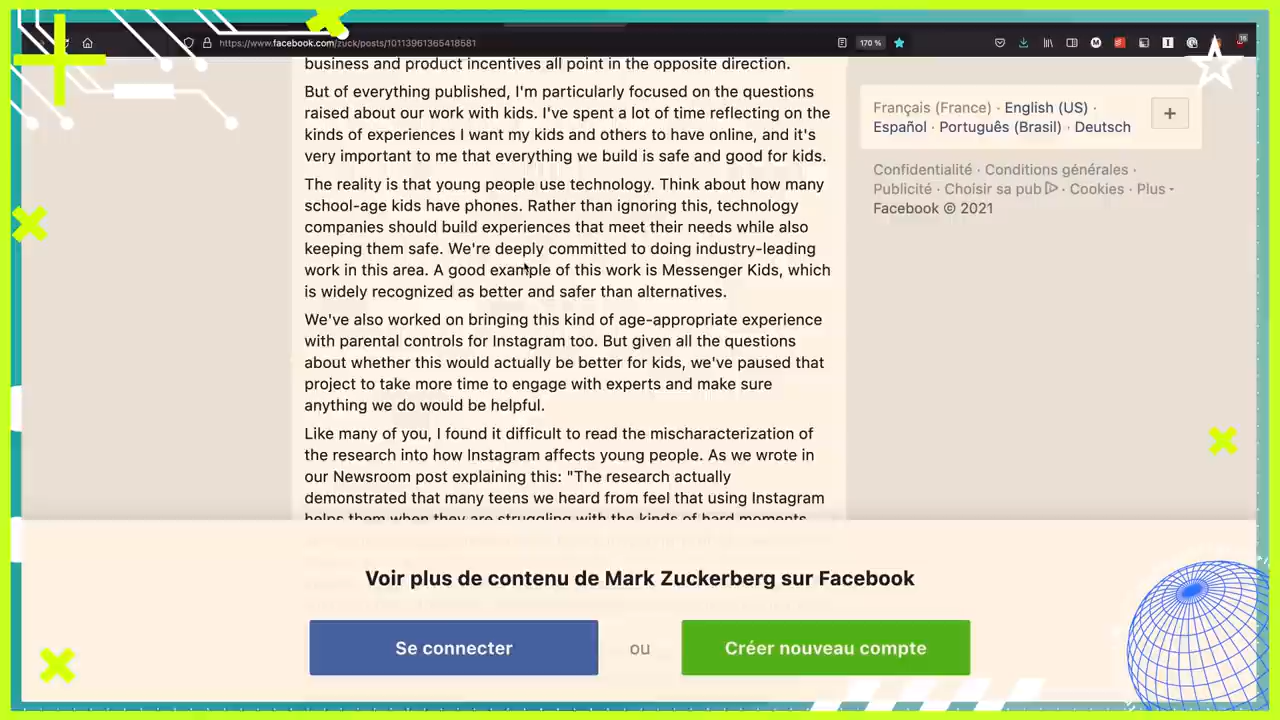 https://www.facebook.com/zuck/posts/10113961365418581
170 %
business and product incentives all point in the opposite direction.
But of everything published, I'm particularly focused on the questions
raised about our work with kids. I've spent a lot of time reflecting on the
kinds of experiences I want my kids and others to have online, and it's
very important to me that everything we build is safe and good for kids.
The reality is that young people use technology. Think about how many
school-age kids have phones. Rather than ignoring this, technology
companies should build experiences that meet their needs while also
keeping them safe. We're deeply committed to doing industry-leading
work in this area. A good example of this work is Messenger Kids, which
is widely recognized as better and safer than alternatives.
We've also worked on bringing this kind of age-appropriate experience
with parental controls for Instagram too. But given all the questions
about whether this would actually be better for kids, we've paused that
project to take more time to engage with experts and make sure
anything we do would be helpful.
Like many of you, I found it difficult to read the mischaracterization of
the research into how Instagram affects young people. As we wrote in
our Newsroom post explaining this: "The research actually
demonstrated that many teens we heard from feel that using Instagram
helps them when they are struggling with the kinds of hard moments
Français (France) · English (US) ·
Español · Português (Brasil) · Deutsch
+
Confidentialité · Conditions générales ·
Publicité · Choisir sa pub · Cookies · Plus
Facebook © 2021
Voir plus de contenu de Mark Zuckerberg sur Facebook
Se connecter
ou
Créer nouveau compte